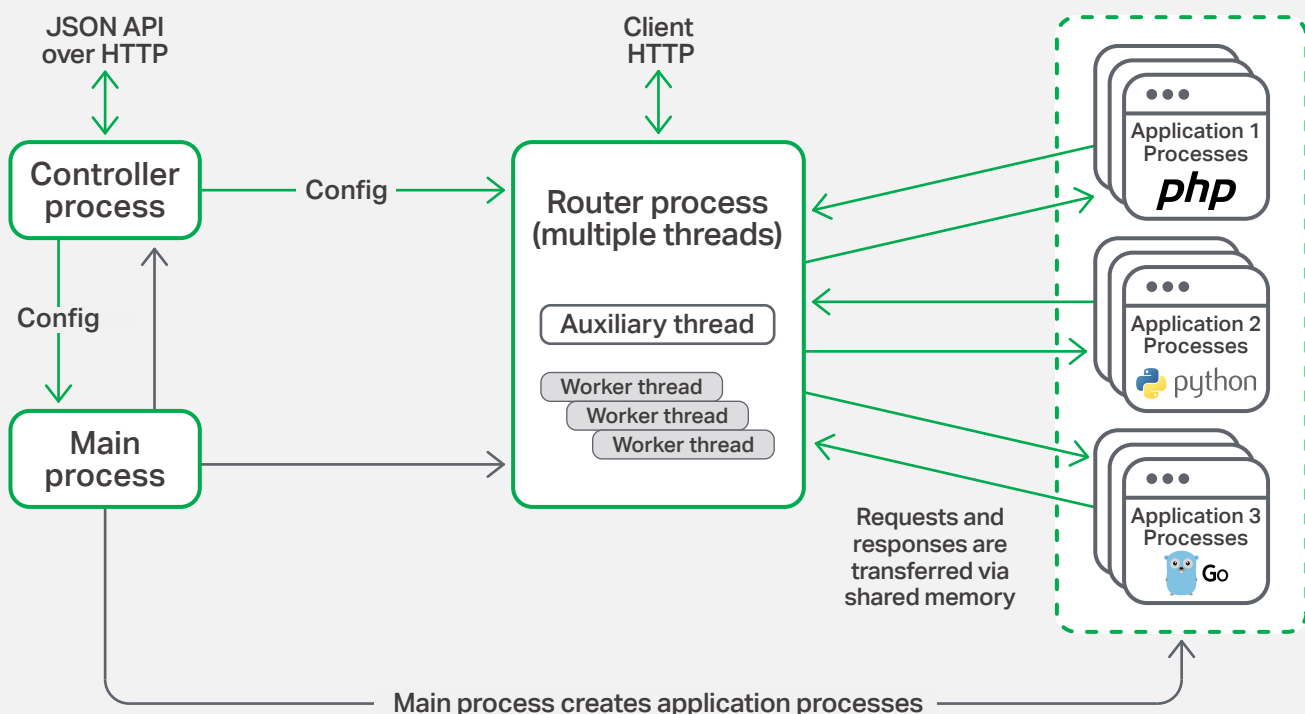 JSON API
over HTTP
Client
HTTP
Controller
process
Config
Config
Main
process
Router process
(multiple threads)
Auxiliary thread
Worker thread
Worker thread
Worker thread
Application 1
Processes
php
Application 2
Processes
python
Application 3
Processes
Go
Requests and
responses are
transferred via
shared memory
Main process creates application processes